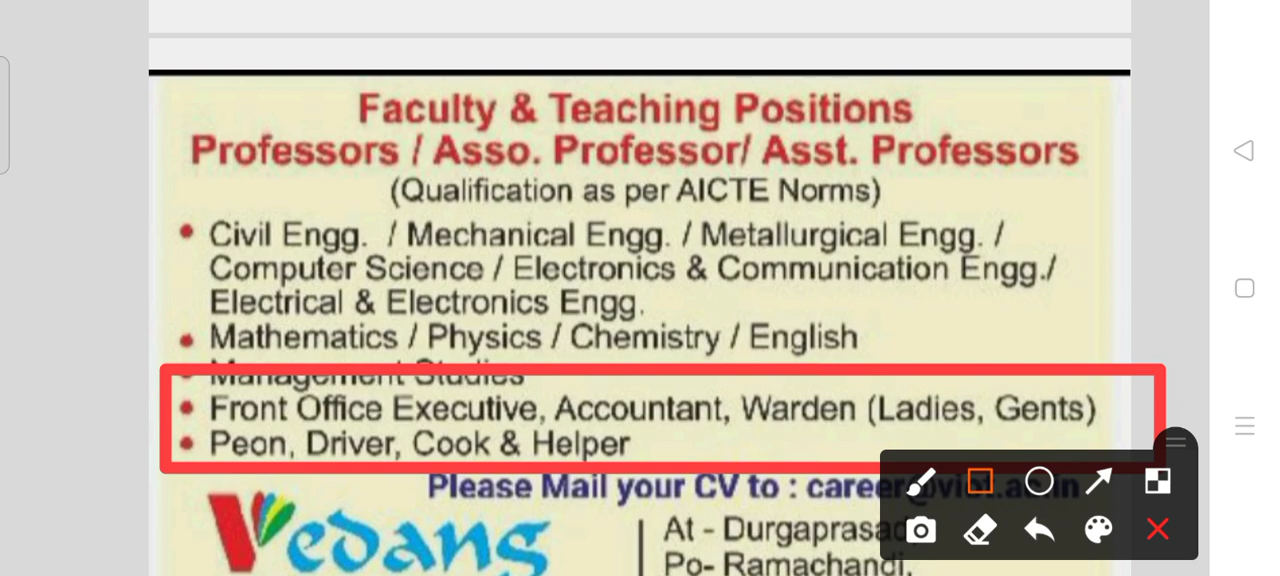 Faculty & Teaching Positions
Professors / Asso. Professor/ Asst. Professors
(Qualification as per AICTE Norms)
• Civil Engg. / Mechanical Engg. / Metallurgical Engg. /
Computer Science / Electronics & Communication Engg./
Electrical & Electronics Engg.
• Mathematics / Physics / Chemistry / English
• Management Studies
• Front Office Executive, Accountant, Warden (Ladies, Gents)
• Peon, Driver, Cook & Helper
Please Mail your CV to :
Vedang
At - Durgaprasad
Po- Ramachandi,